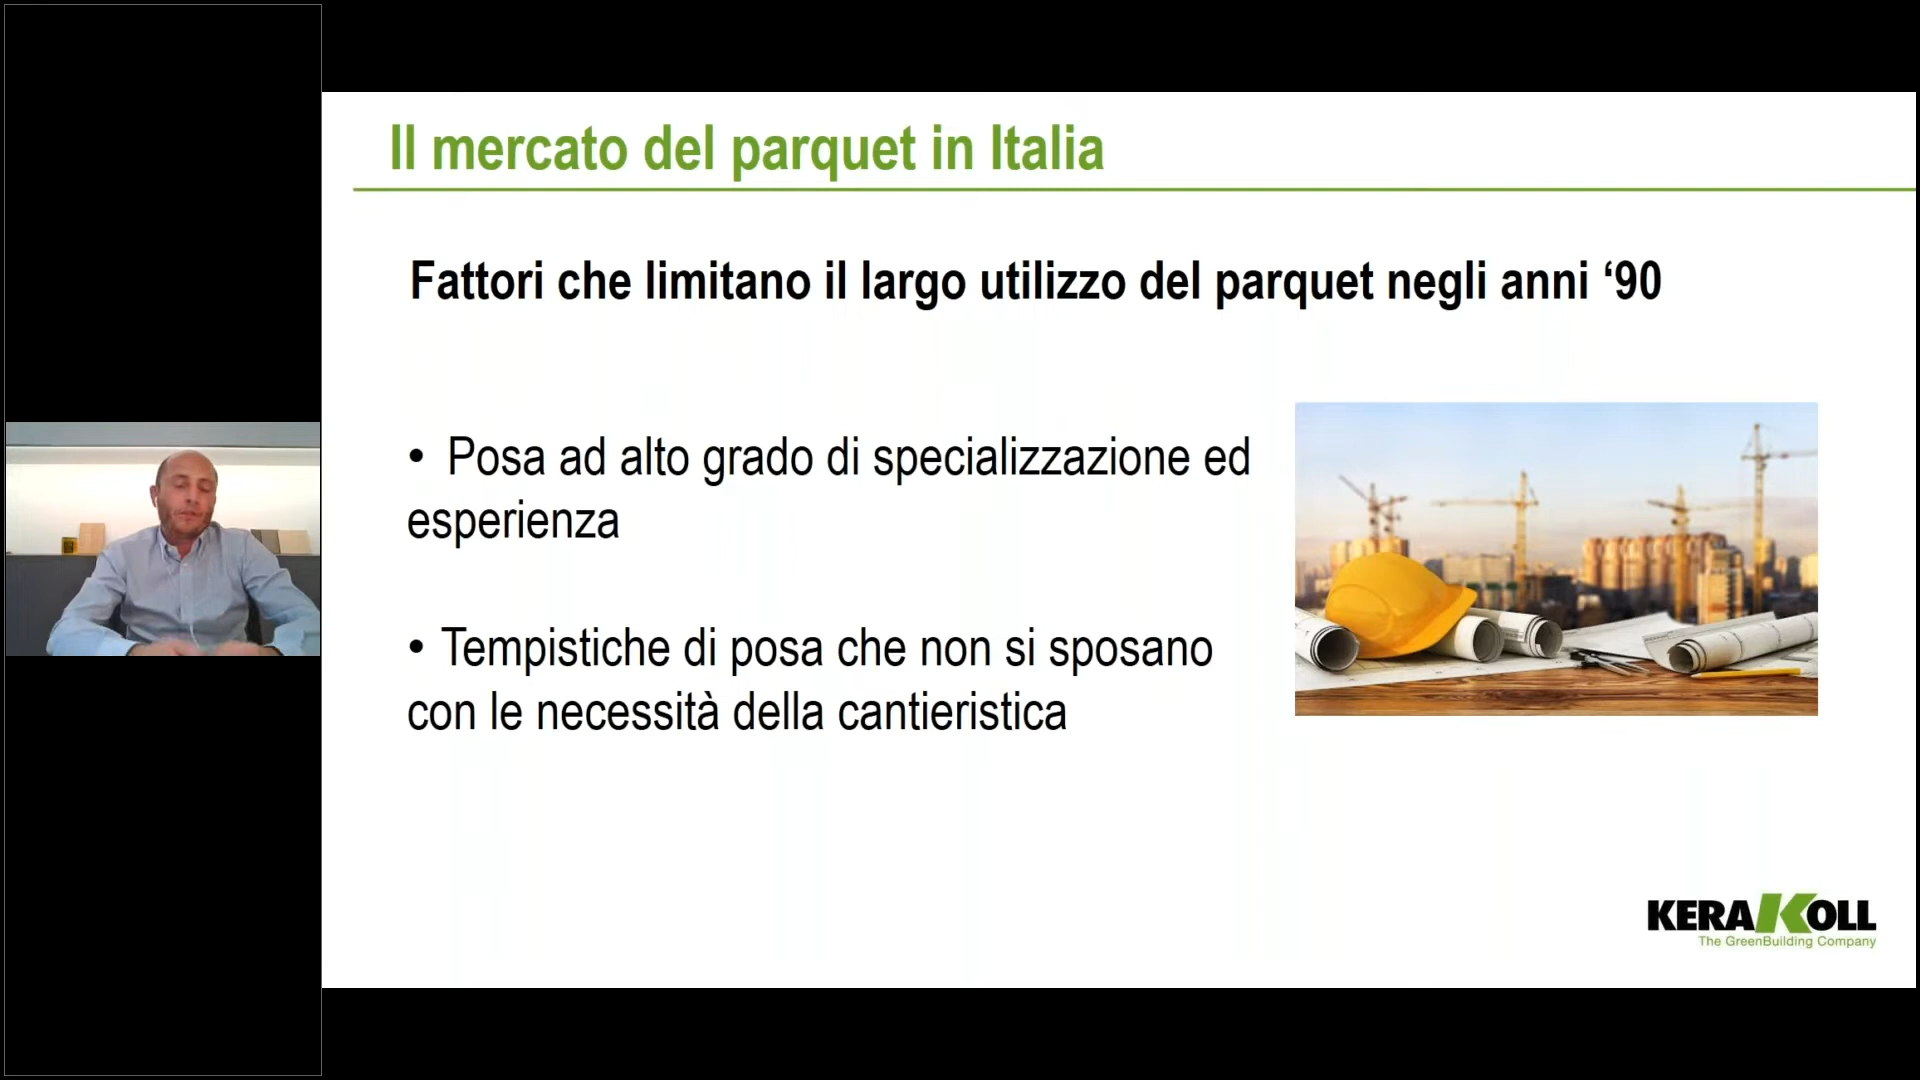 Il mercato del parquet in Italia
Fattori che limitano il largo utilizzo del parquet negli anni ‘90
• Posa ad alto grado di specializzazione ed
esperienza
• Tempistiche di posa che non si sposano
con le necessità della cantieristica
KERAKOLL
The GreenBuilding Company